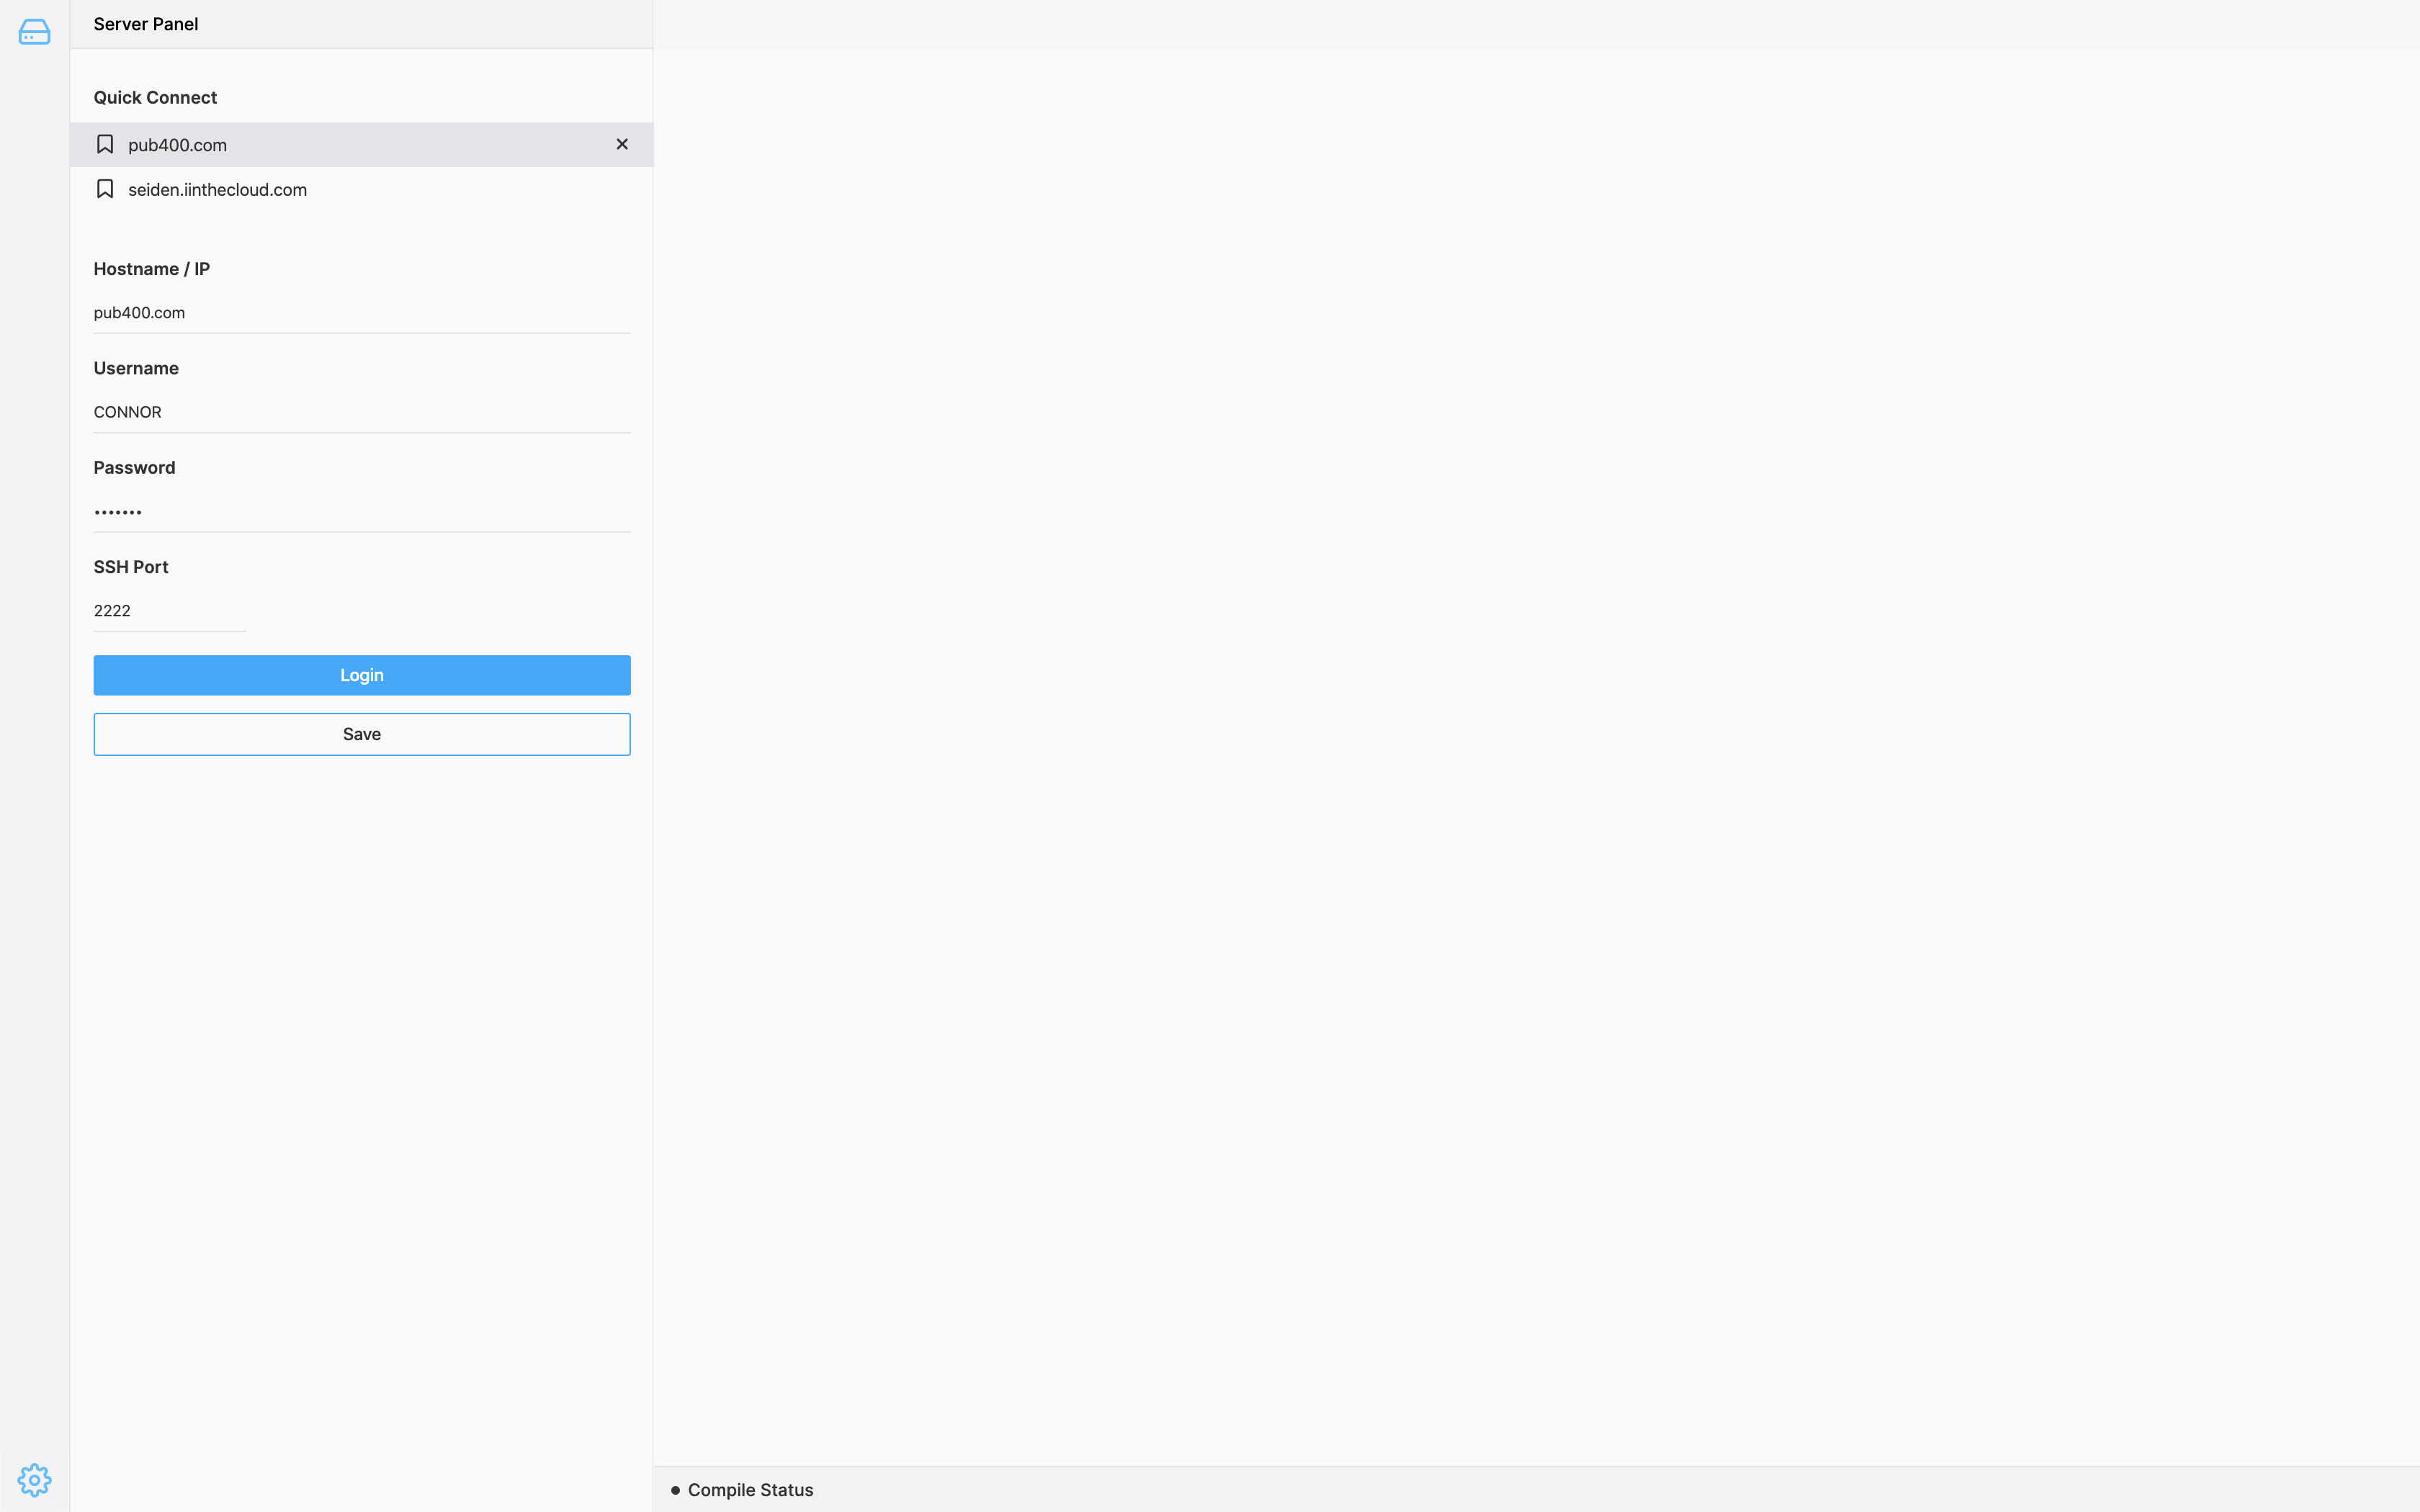 Server Panel
Quick Connect
pub400.com
seiden.iinthecloud.com
Hostname / IP
pub400.com
Username
CONNOR
Password
•••••••
SSH Port
2222
Login
Save
Compile Status